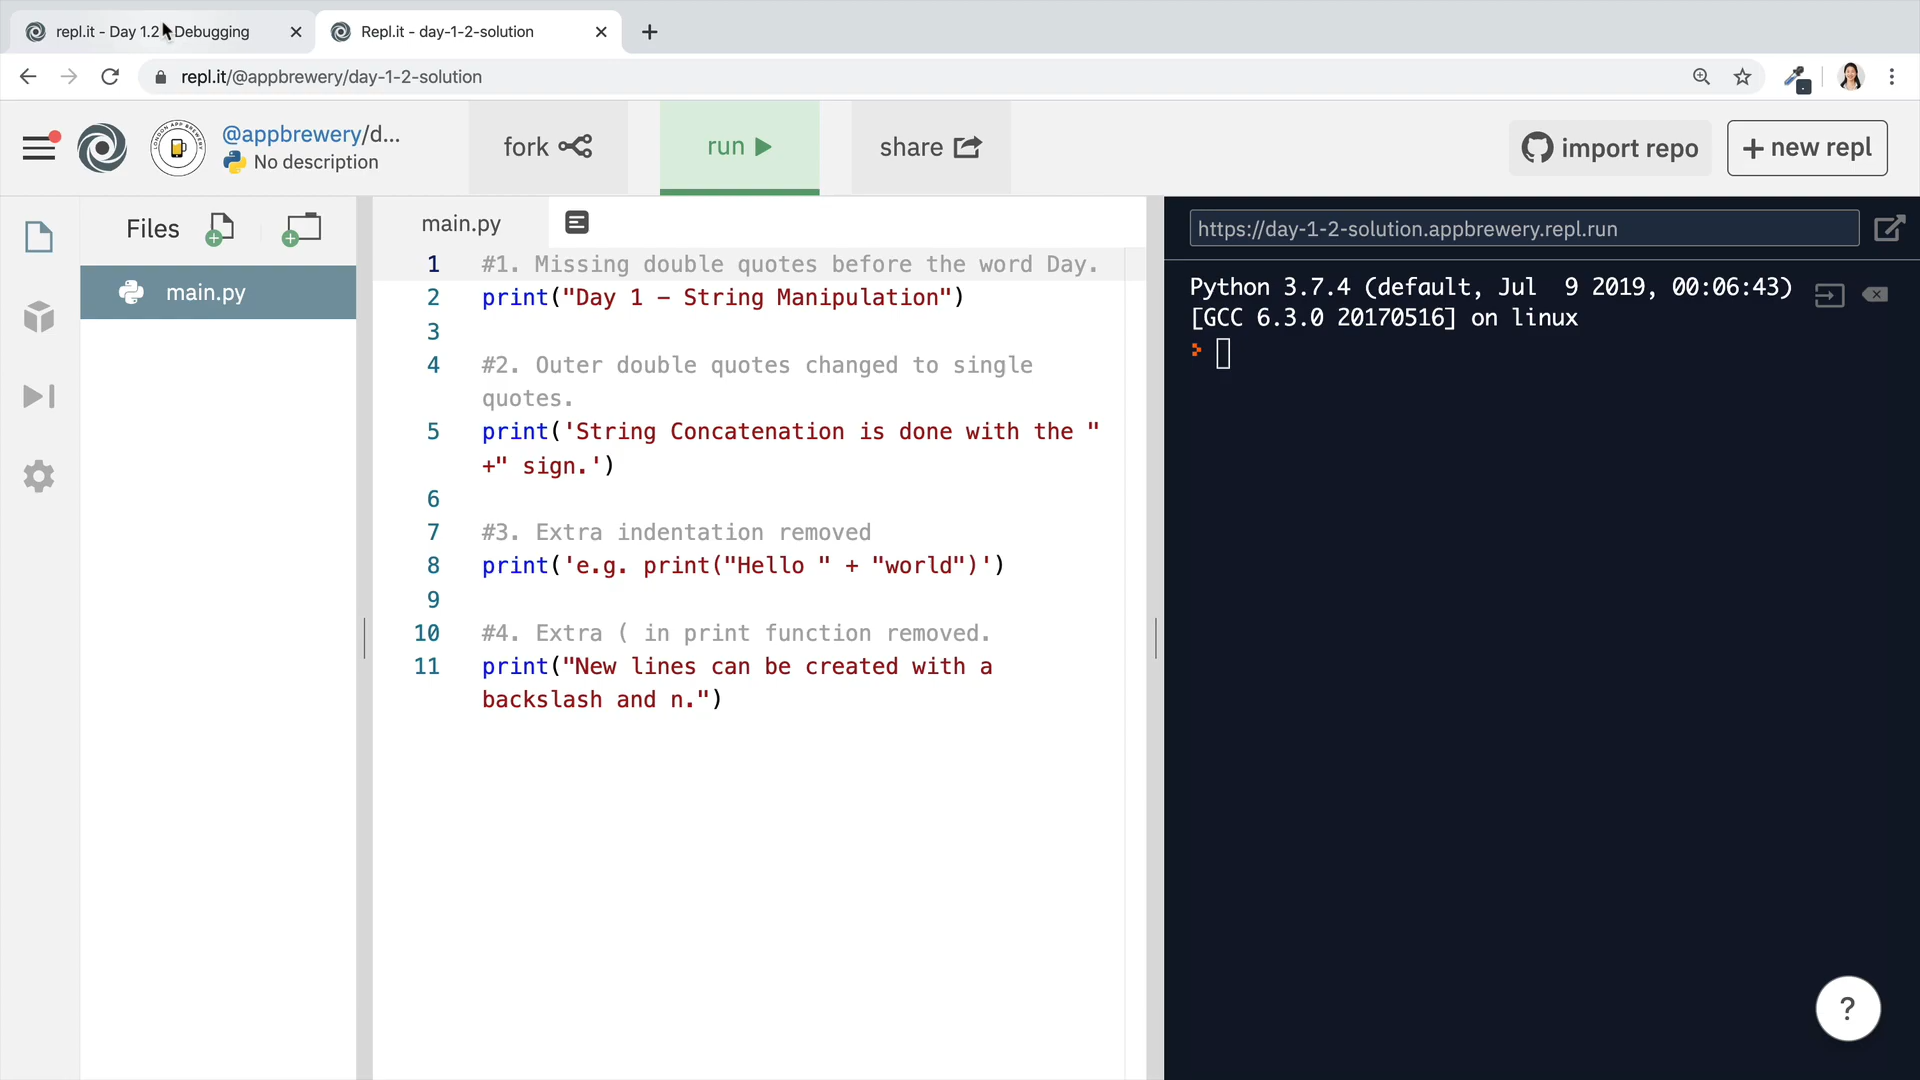 repl.it - Day 1.2 Debugging
Repl.it - day-1-2-solution
repl.it/@appbrewery/day-1-2-solution
@appbrewery/d...
No description
fork
run
share
import repo
+ new repl
Files
main.py
main.py
1 #1. Missing double quotes before the word Day.
2 print("Day 1 - String Manipulation")
3
4 #2. Outer double quotes changed to single
quotes.
5 print('String Concatenation is done with the "
+" sign.')
6
7 #3. Extra indentation removed
8 print('e.g. print("Hello " + "world")')
9
10 #4. Extra ( in print function removed.
11 print("New lines can be created with a
backslash and n.")
https://day-1-2-solution.appbrewery.repl.run
Python 3.7.4 (default, Jul  9 2019, 00:06:43)
[GCC 6.3.0 20170516] on linux
?